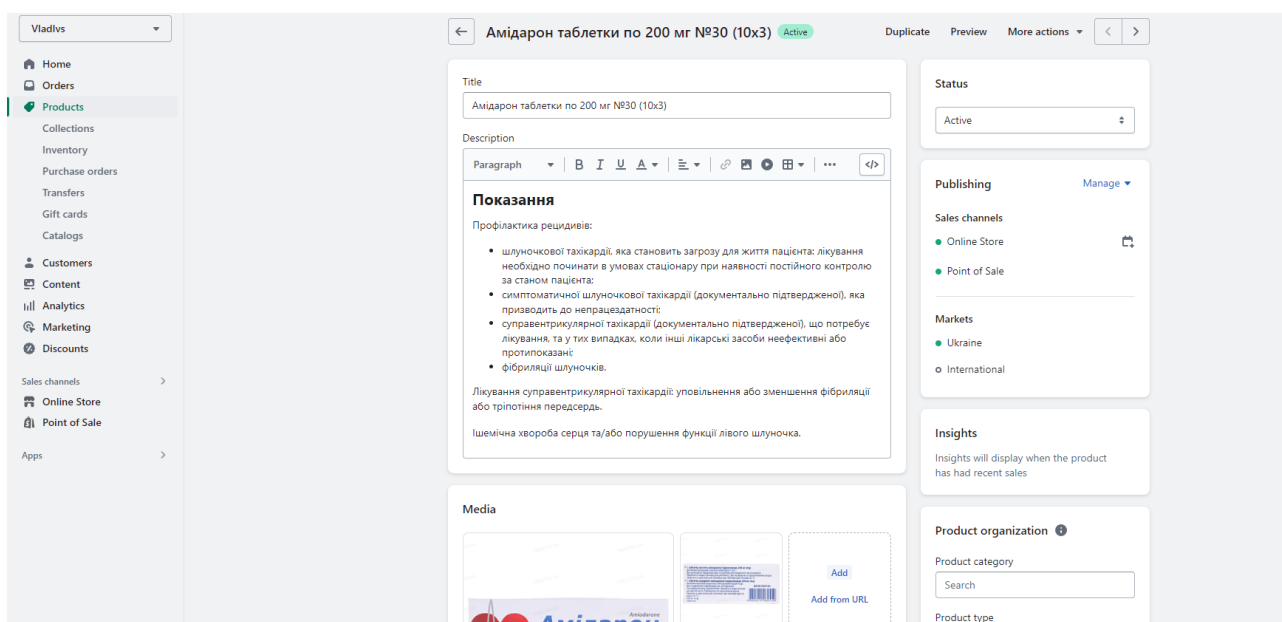 Vladlvs
Home
Orders
Products
Collections
Inventory
Purchase orders
Transfers
Gift cards
Catalogs
Customers
Content
Analytics
Marketing
Discounts
Sales channels
Online Store
Point of Sale
Apps
Амідарон таблетки по 200 мг №30 (10х3)
Active
Duplicate
Preview
More actions
Title
Амідарон таблетки по 200 мг №30 (10х3)
Description
Paragraph
B I U A
</>
Показання
Профілактика рецидивів:
шлуночкової тахікардії, яка становить загрозу для життя пацієнта: лікування
необхідно починати в умовах стаціонару при наявності постійного контролю
за станом пацієнта;
симптоматичної шлуночкової тахікардії (документально підтвердженої), яка
призводить до непрацездатності;
суправентрикулярної тахікардії (документально підтвердженої), що потребує
лікування, та у тих випадках, коли інші лікарські засоби неефективні або
протипоказані;
фібриляції шлуночків.
Лікування суправентрикулярної тахікардії: уповільнення або зменшення фібриляції
або тріпотіння передсердь.
Ішемічна хвороба серця та/або порушення функції лівого шлуночка.
Media
Amiodarone
Амідарон
Add
Add from URL
Status
Active
Publishing
Manage
Sales channels
Online Store
Point of Sale
Markets
Ukraine
International
Insights
Insights will display when the product
has had recent sales
Product organization
Product category
Search
Product type